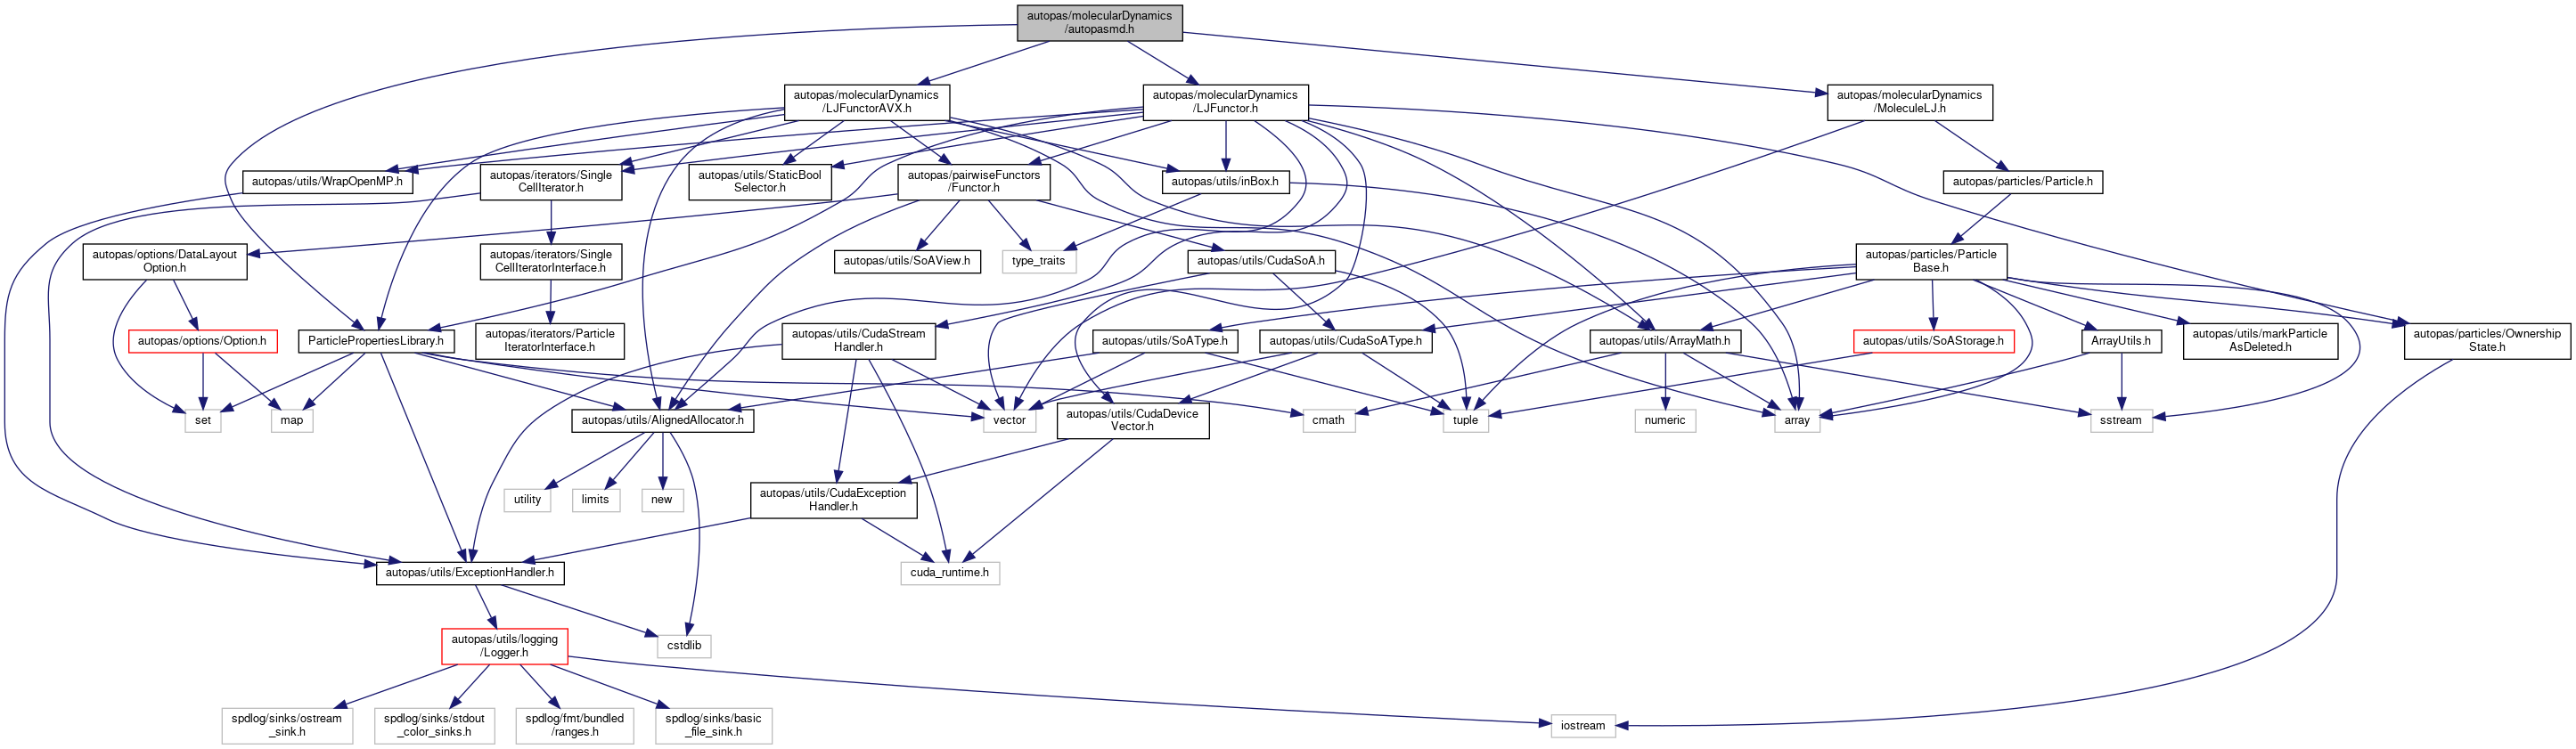 autopas/molecularDynamics
/autopasmd.h
autopas/molecularDynamics
/LJFunctorAVX.h
autopas/molecularDynamics
/LJFunctor.h
autopas/molecularDynamics
/MoleculeLJ.h
autopas/utils/WrapOpenMP.h
autopas/iterators/Single
CellIterator.h
autopas/utils/StaticBool
Selector.h
autopas/pairwiseFunctors
/Functor.h
autopas/utils/inBox.h
autopas/particles/Particle.h
autopas/options/DataLayout
Option.h
autopas/iterators/Single
CellIteratorInterface.h
autopas/utils/SoAView.h
type_traits
autopas/utils/CudaSoA.h
autopas/particles/Particle
Base.h
autopas/options/Option.h
ParticlePropertiesLibrary.h
autopas/iterators/Particle
IteratorInterface.h
autopas/utils/CudaStream
Handler.h
autopas/utils/SoAType.h
autopas/utils/CudaSoAType.h
autopas/utils/ArrayMath.h
autopas/utils/SoAStorage.h
ArrayUtils.h
autopas/utils/markParticle
AsDeleted.h
autopas/particles/Ownership
State.h
set
map
autopas/utils/AlignedAllocator.h
vector
autopas/utils/CudaDevice
Vector.h
cmath
tuple
numeric
array
sstream
utility
limits
new
autopas/utils/CudaException
Handler.h
autopas/utils/ExceptionHandler.h
cuda_runtime.h
autopas/utils/logging
/Logger.h
cstdlib
spdlog/sinks/ostream
_sink.h
spdlog/sinks/stdout
_color_sinks.h
spdlog/fmt/bundled
/ranges.h
spdlog/sinks/basic
_file_sink.h
iostream